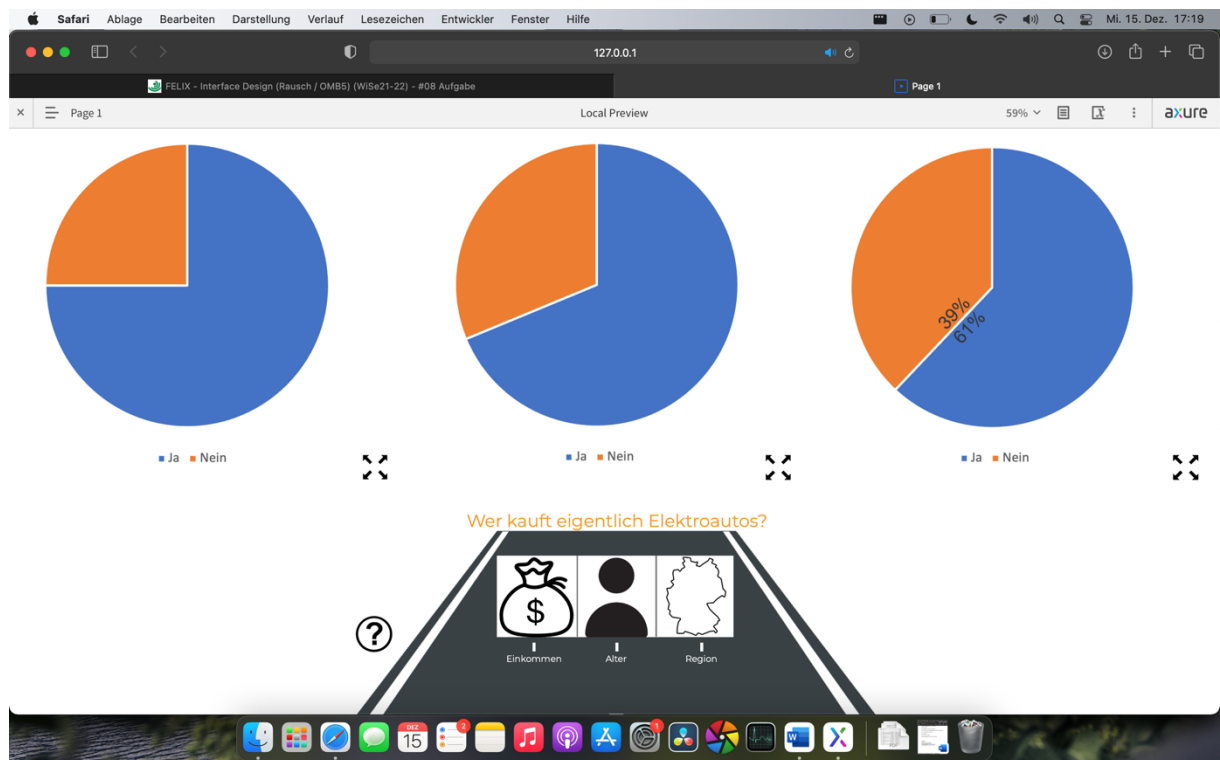 Safari Ablage Bearbeiten Darstellung Verlauf Lesezeichen Entwickler Fenster Hilfe Mi. 15. Dez. 17:19
127.0.0.1
FELIX - Interface Design (Rausch / OMB5) (WiSe21-22) - #08 Aufgabe Page 1
Page 1 Local Preview 59% axure
39%
61%
Ja Nein Ja Nein Ja Nein
Wer kauft eigentlich Elektroautos?
$
?
Einkommen Alter Region
DEZ
15
2
1
W
X